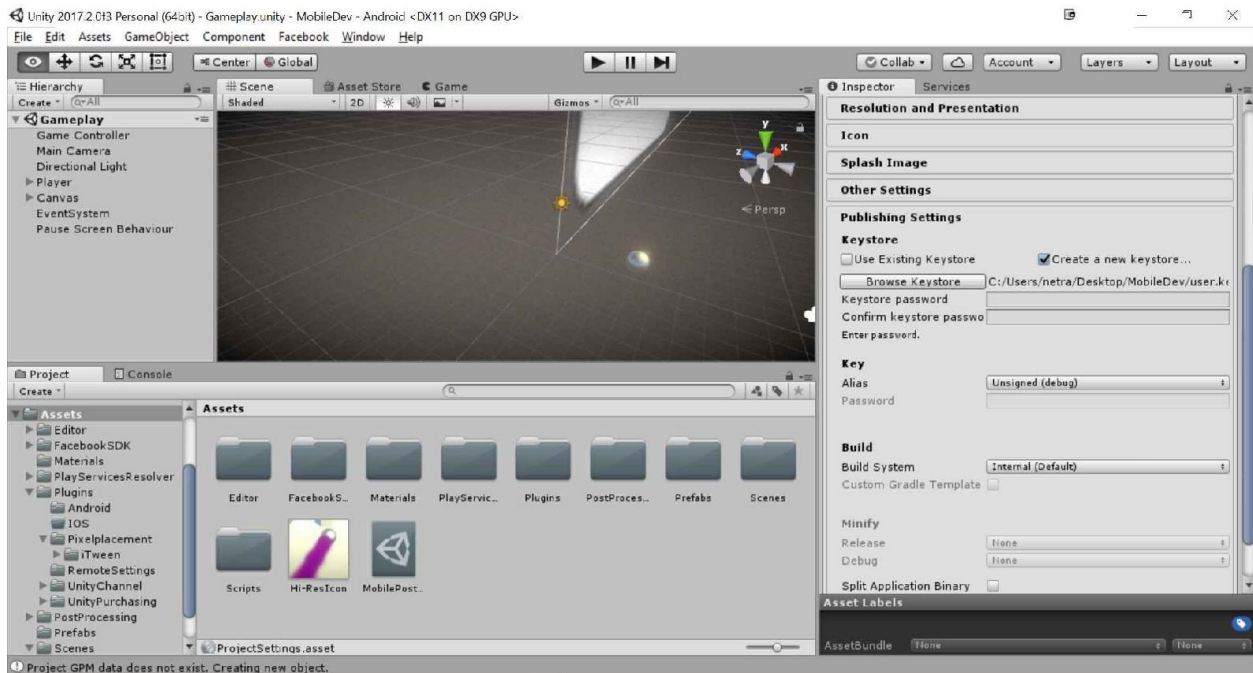 Unity 2017.2.0f3 Personal (64bit) - Gameplay.unity - MobileDev - Android <DX11 on DX9 GPU>
File Edit Assets GameObject Component Facebook Window Help
Center Global
Collab Account Layers Layout
Hierarchy
Create All
Gameplay
Game Controller
Main Camera
Directional Light
Player
Canvas
EventSystem
Pause Screen Behaviour
Scene Asset Store Game
Shaded 2D Gizmos All
y
z x
Persp
Project Console
Create
Assets
Editor
FacebookSDK
Materials
PlayServicesResolver
Plugins
Android
IOS
Pixelplacement
iTween
RemoteSettings
UnityChannel
UnityPurchasing
PostProcessing
Prefabs
Scenes
Assets
Editor FacebookS... Materials PlayServic... Plugins PostProces... Prefabs Scenes
Scripts Hi-ResIcon MobilePost...
ProjectSettings.asset
Inspector Services
Resolution and Presentation
Icon
Splash Image
Other Settings
Publishing Settings
Keystore
Use Existing Keystore Create a new keystore...
Browse Keystore C:/Users/netra/Desktop/MobileDev/user.ke
Keystore password
Confirm keystore passwo
Enter password.
Key
Alias Unsigned (debug)
Password
Build
Build System Internal (Default)
Custom Gradle Template
Minify
Release None
Debug None
Split Application Binary
Asset Labels
AssetBundle None None
Project GPM data does not exist. Creating new object.